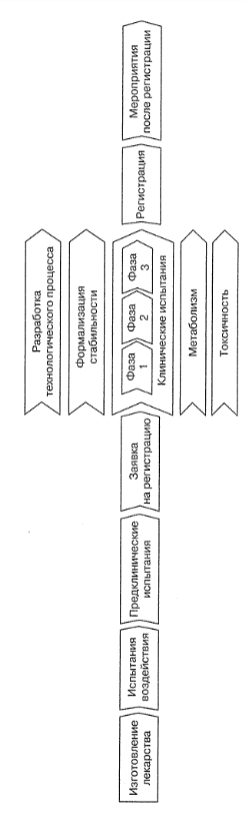 Изготовление
лекарства
Испытания
воздействия
Предклинические
испытания
Заявка
на регистрацию
Разработка
технологического процесса
Формализация
стабильности
Фаза
1
Фаза
2
Фаза
3
Клинические испытания
Метаболизм
Токсичность
Регистрация
Мероприятия
после регистрации